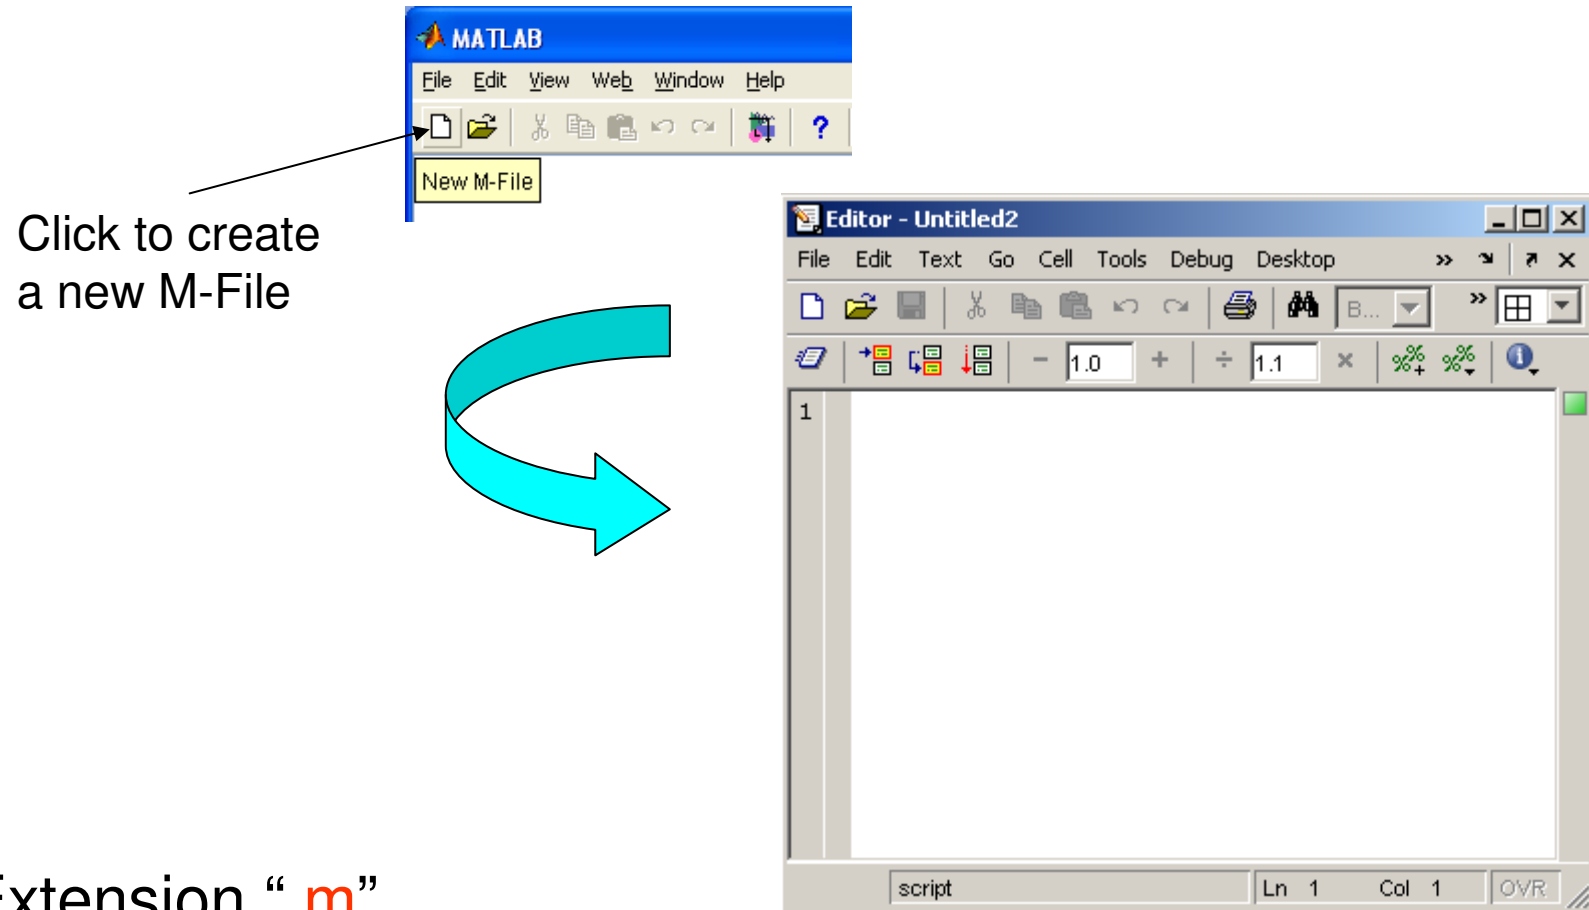 MATLAB
File Edit View Web Window Help
?
New M-File
Click to create
a new M-File
Editor - Untitled2
File Edit Text Go Cell Tools Debug Desktop »
B... »
1.0 + ÷ 1.1 ×
1
script Ln 1 Col 1 OVR
Extension “.m”